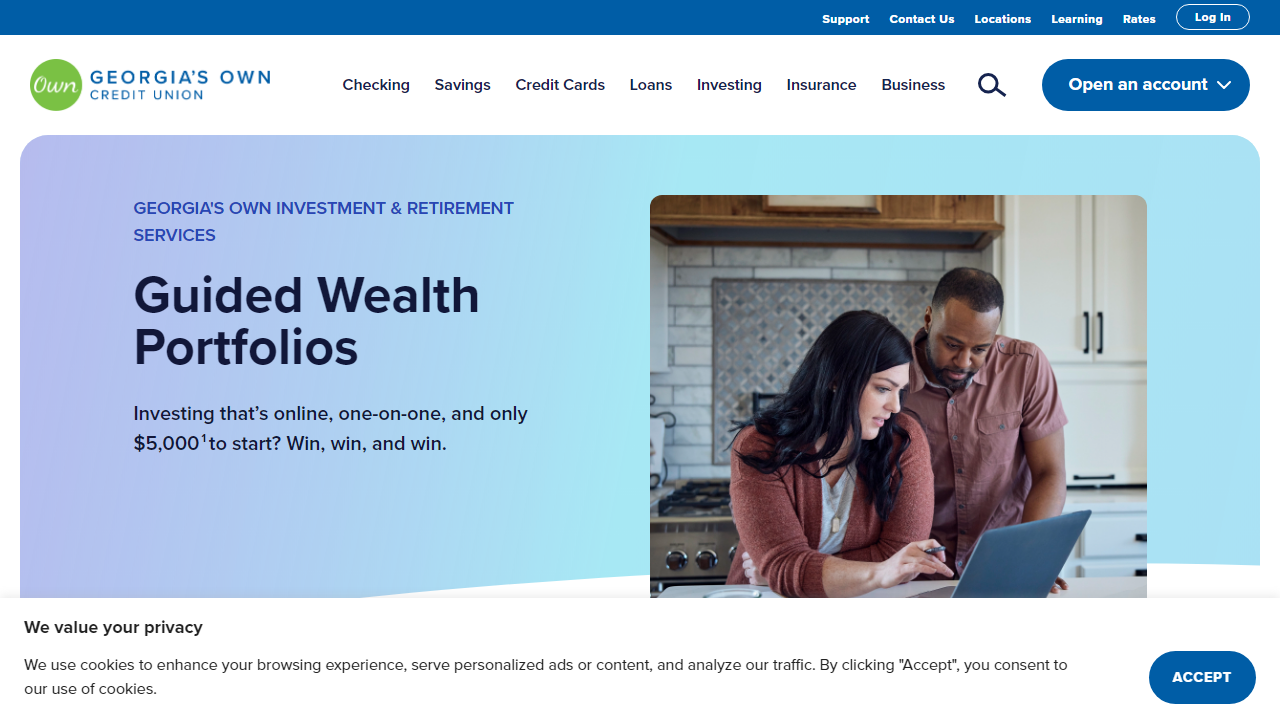 Support Contact Us Locations Learning Rates Log In
Own GEORGIA'S OWN
CREDIT UNION
Checking Savings Credit Cards Loans Investing Insurance Business Open an account
GEORGIA'S OWN INVESTMENT & RETIREMENT
SERVICES
Guided Wealth
Portfolios
Investing that’s online, one-on-one, and only
$5,000¹ to start? Win, win, and win.
We value your privacy
We use cookies to enhance your browsing experience, serve personalized ads or content, and analyze our traffic. By clicking "Accept", you consent to
our use of cookies.
ACCEPT